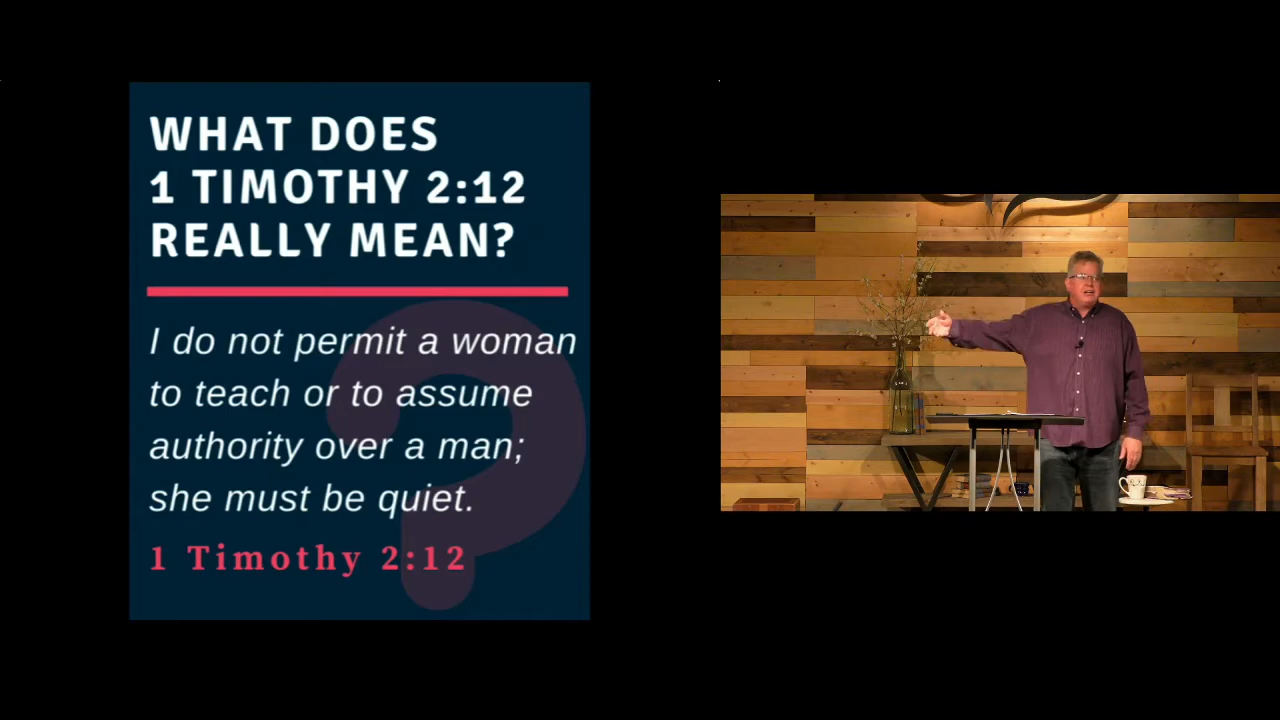 WHAT DOES
1 TIMOTHY 2:12
REALLY MEAN?
I do not permit a woman
to teach or to assume
authority over a man;
she must be quiet.
1 Timothy 2:12